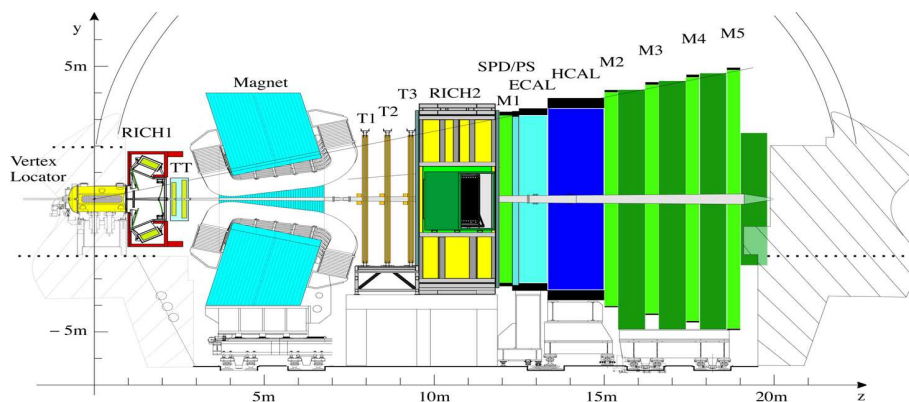 y
5m
Magnet
RICH1
Vertex
Locator
TT
T1
T2
T3
RICH2
M1
SPD/PS
ECAL
HCAL
M2
M3
M4
M5
− 5m
5m
10m
15m
20m
z